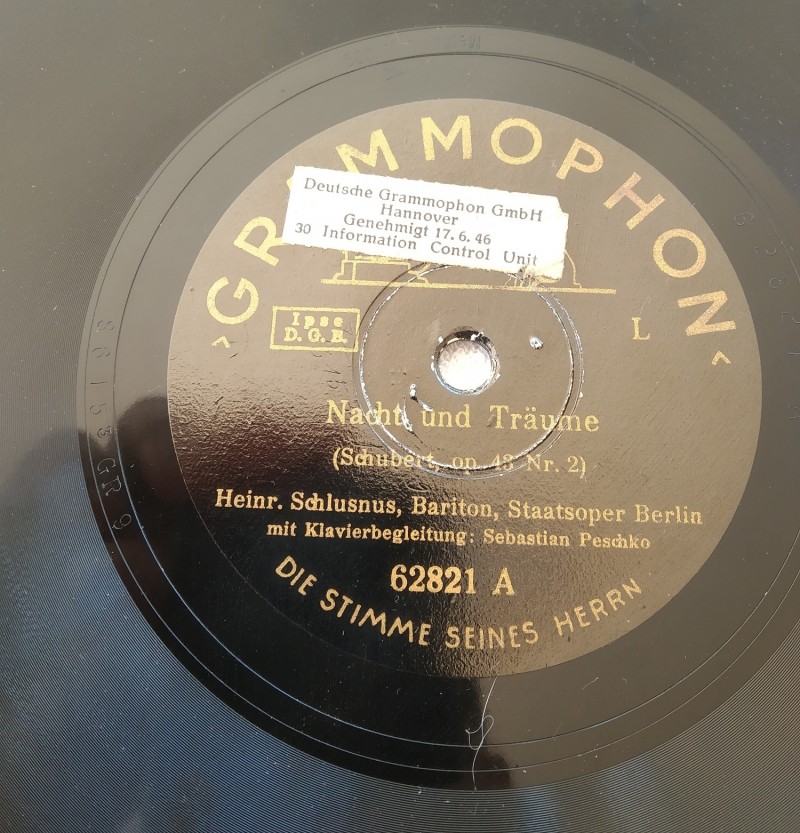 GRAMMOPHON
Deutsche Grammophon GmbH
Hannover
Genehmigt 17. 6. 46
30 Information Control Unit
Ipse
D. G. R.
L
Nacht und Träume
(Schubert, op. 43 Nr. 2)
Heinr. Schlusnus, Bariton, Staatsoper Berlin
mit Klavierbegleitung: Sebastian Peschko
62821 A
DIE STIMME SEINES HERRN
62821